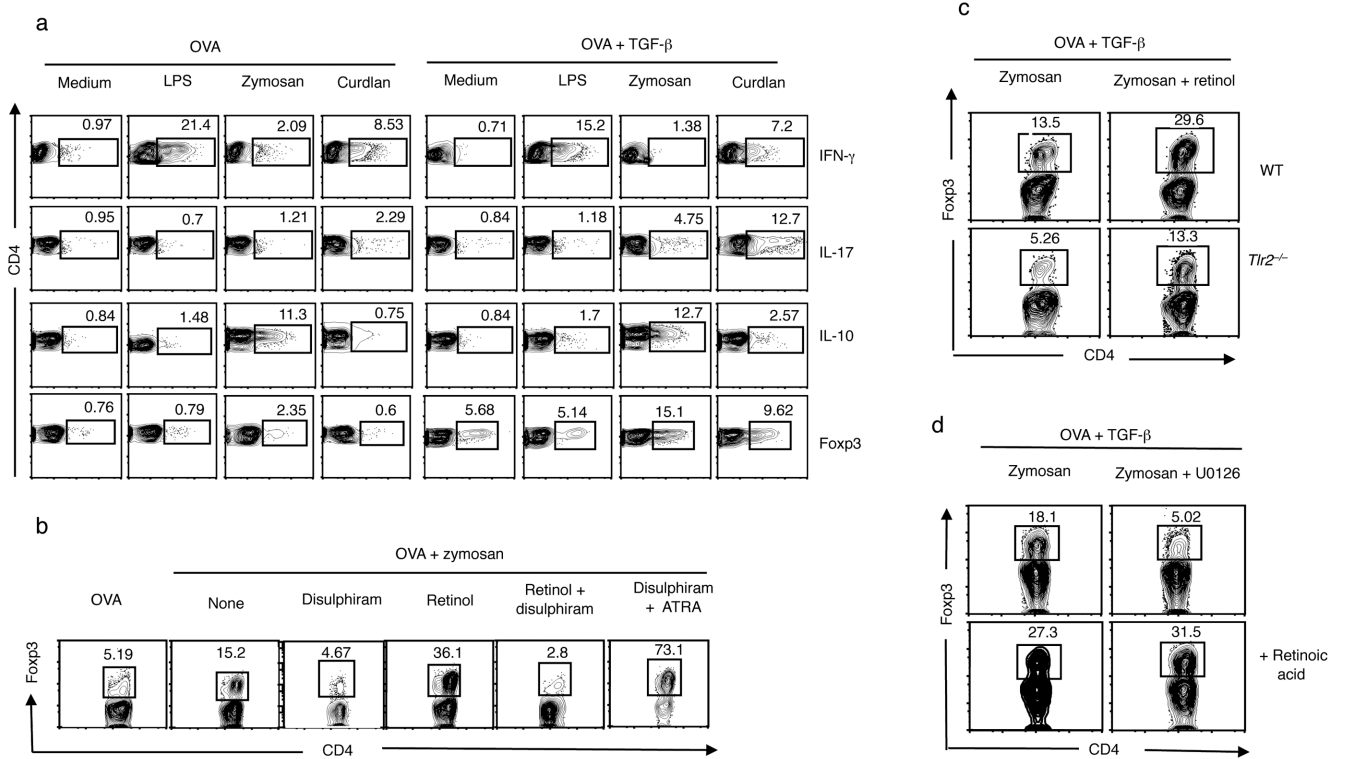 a
OVA
OVA + TGF-β
Medium LPS Zymosan Curdlan Medium LPS Zymosan Curdlan
0.97 21.4 2.09 8.53 0.71 15.2 1.38 7.2
IFN-γ
0.95 0.7 1.21 2.29 0.84 1.18 4.75 12.7
IL-17
0.84 1.48 11.3 0.75 0.84 1.7 12.7 2.57
IL-10
0.76 0.79 2.35 0.6 5.68 5.14 15.1 9.62
Foxp3
CD4
b
OVA + zymosan
OVA None Disulphiram Retinol Retinol + disulphiram Disulphiram + ATRA
5.19 15.2 4.67 36.1 2.8 73.1
Foxp3
CD4
c
OVA + TGF-β
Zymosan Zymosan + retinol
13.5 29.6
WT
5.26 13.3
Tlr2–/–
Foxp3
CD4
d
OVA + TGF-β
Zymosan Zymosan + U0126
18.1 5.02
27.3 31.5
+ Retinoic
acid
Foxp3
CD4